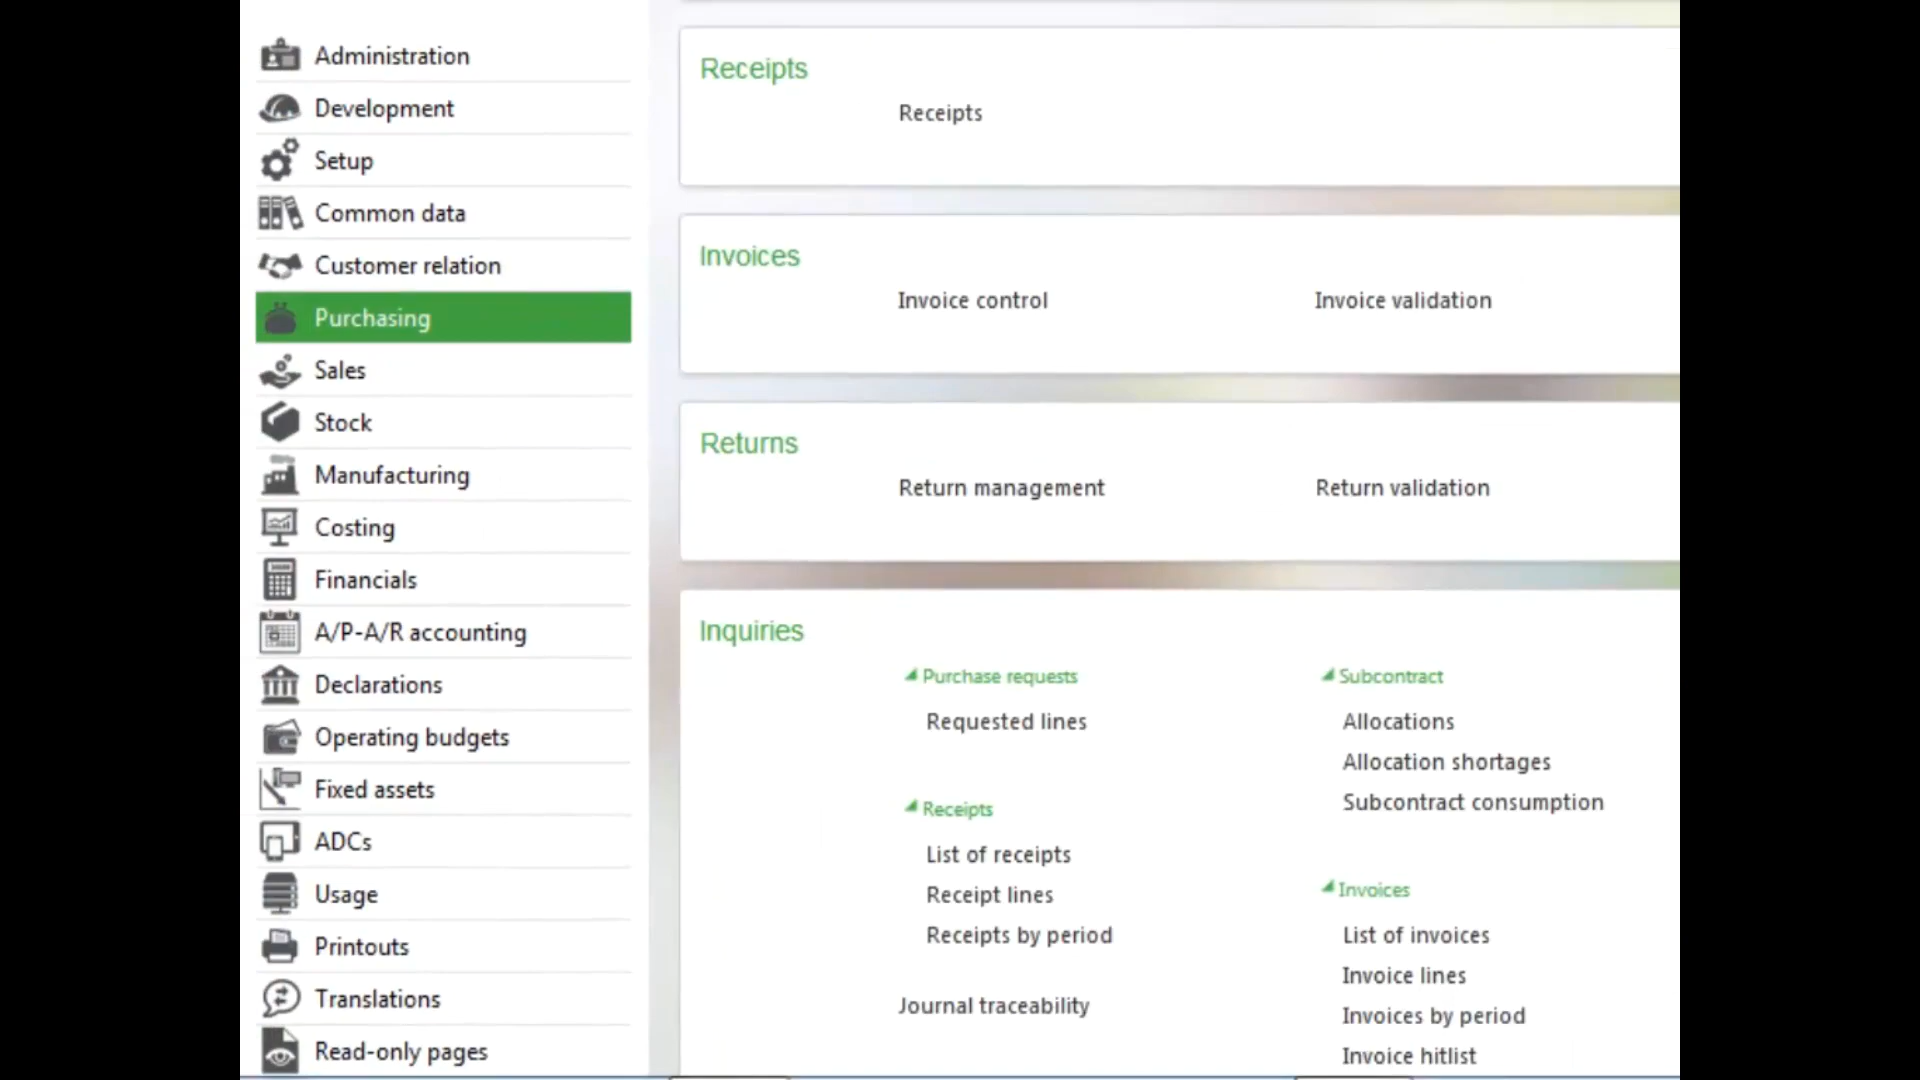 Administration
Development
Setup
Common data
Customer relation
Purchasing
Sales
Stock
Manufacturing
Costing
Financials
A/P-A/R accounting
Declarations
Operating budgets
Fixed assets
ADCs
Usage
Printouts
Translations
Read-only pages
Receipts
Receipts
Invoices
Invoice control
Invoice validation
Returns
Return management
Return validation
Inquiries
Purchase requests
Requested lines
Receipts
List of receipts
Receipt lines
Receipts by period
Journal traceability
Subcontract
Allocations
Allocation shortages
Subcontract consumption
Invoices
List of invoices
Invoice lines
Invoices by period
Invoice hitlist